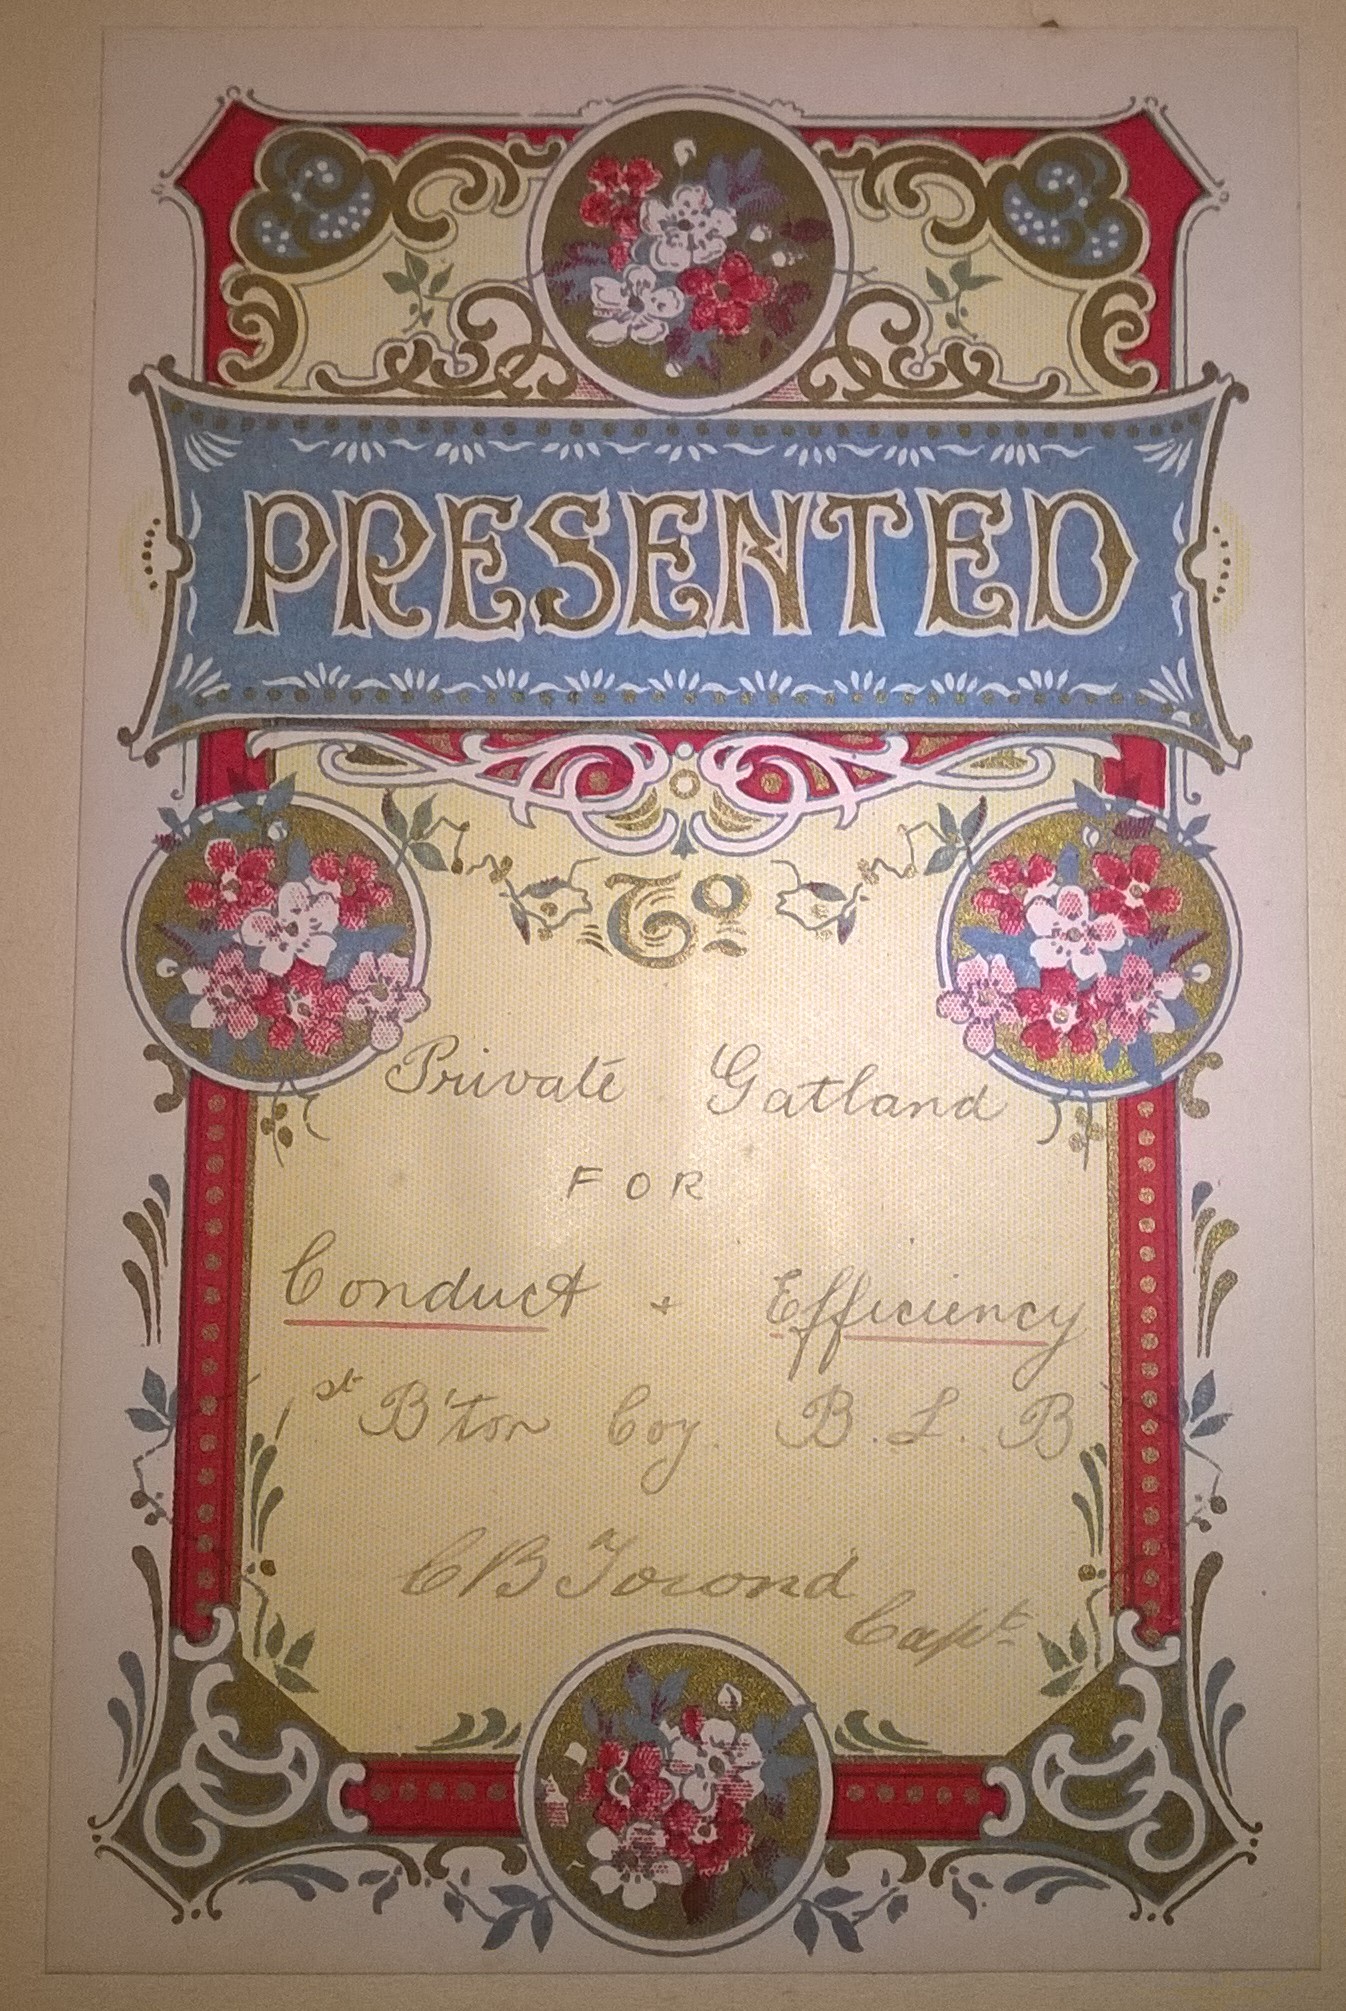 PRESENTED
To
Private Gatland
FOR
Conduct + Efficiency
1st B'ton Coy. B. L. B
C B
Capt.